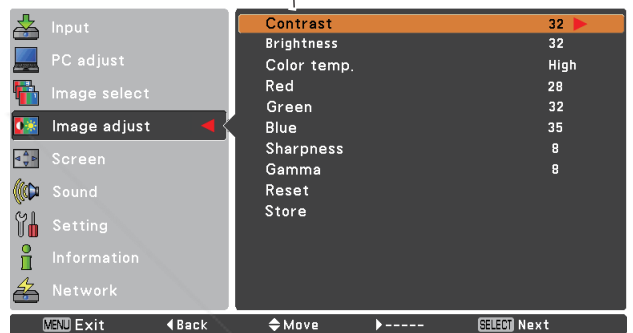 Input
PC adjust
Image select
Image adjust
Screen
Sound
Setting
Information
Network
Contrast 32
Brightness 32
Color temp. High
Red 28
Green 32
Blue 35
Sharpness 8
Gamma 8
Reset
Store
MENU Exit Back Move ----- SELECT Next